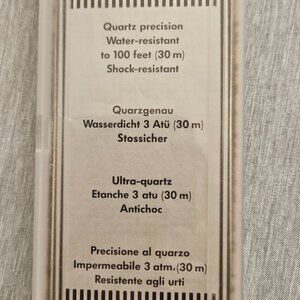 Quartz precision
Water-resistant
to 100 feet (30 m)
Shock-resistant
Quarzgenau
Wasserdicht 3 Atü (30 m)
Stossicher
Ultra-quartz
Etanche 3 atu (30 m)
Antichoc
Precisione al quarzo
Impermeabile 3 atm. (30 m)
Resistente agli urti